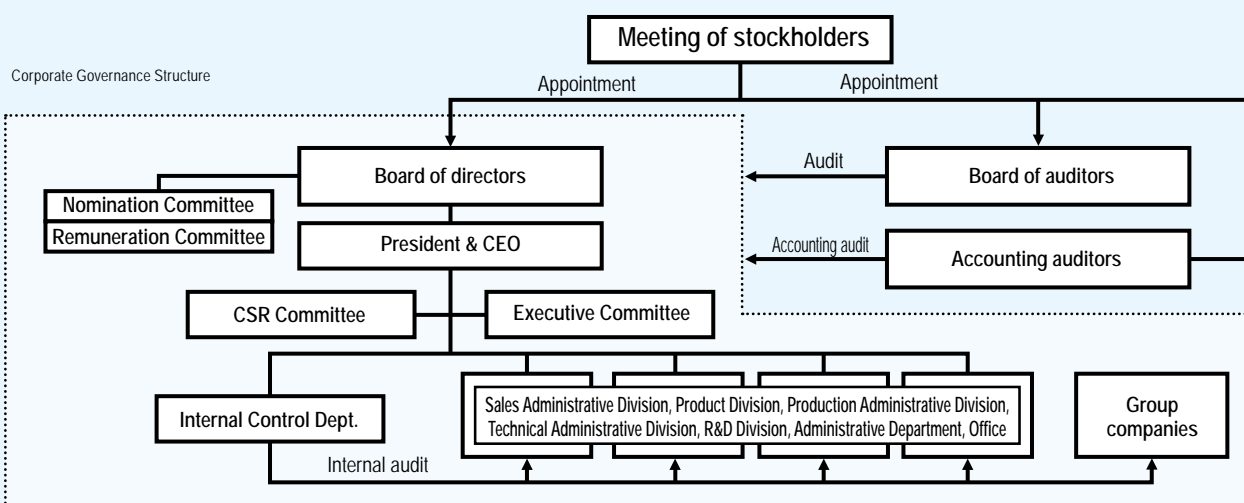 Meeting of stockholders
Corporate Governance Structure
Appointment
Appointment
Board of directors
Audit
Board of auditors
Nomination Committee
Remuneration Committee
President & CEO
Accounting audit
Accounting auditors
CSR Committee
Executive Committee
Internal Control Dept.
Sales Administrative Division, Product Division, Production Administrative Division,
Technical Administrative Division, R&D Division, Administrative Department, Office
Group
companies
Internal audit